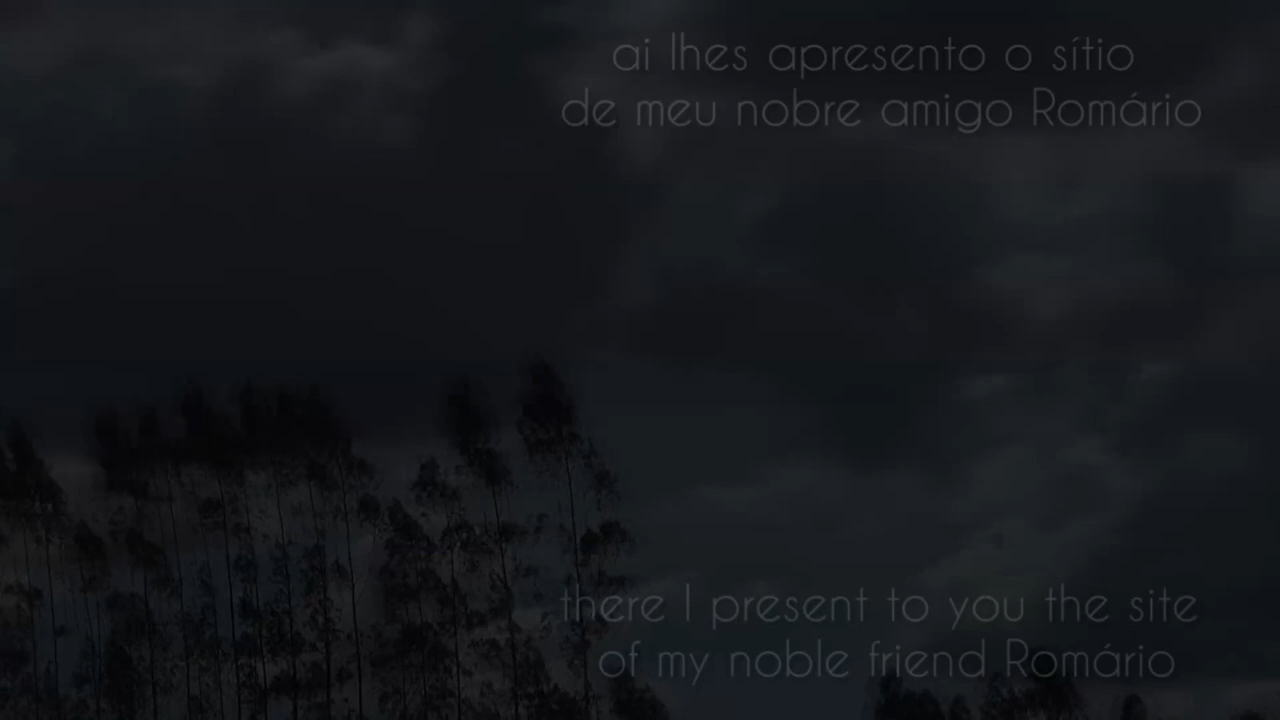 ai lhes apresento o sítio
de meu nobre amigo Romário
there I present to you the site
of my noble friend Romário